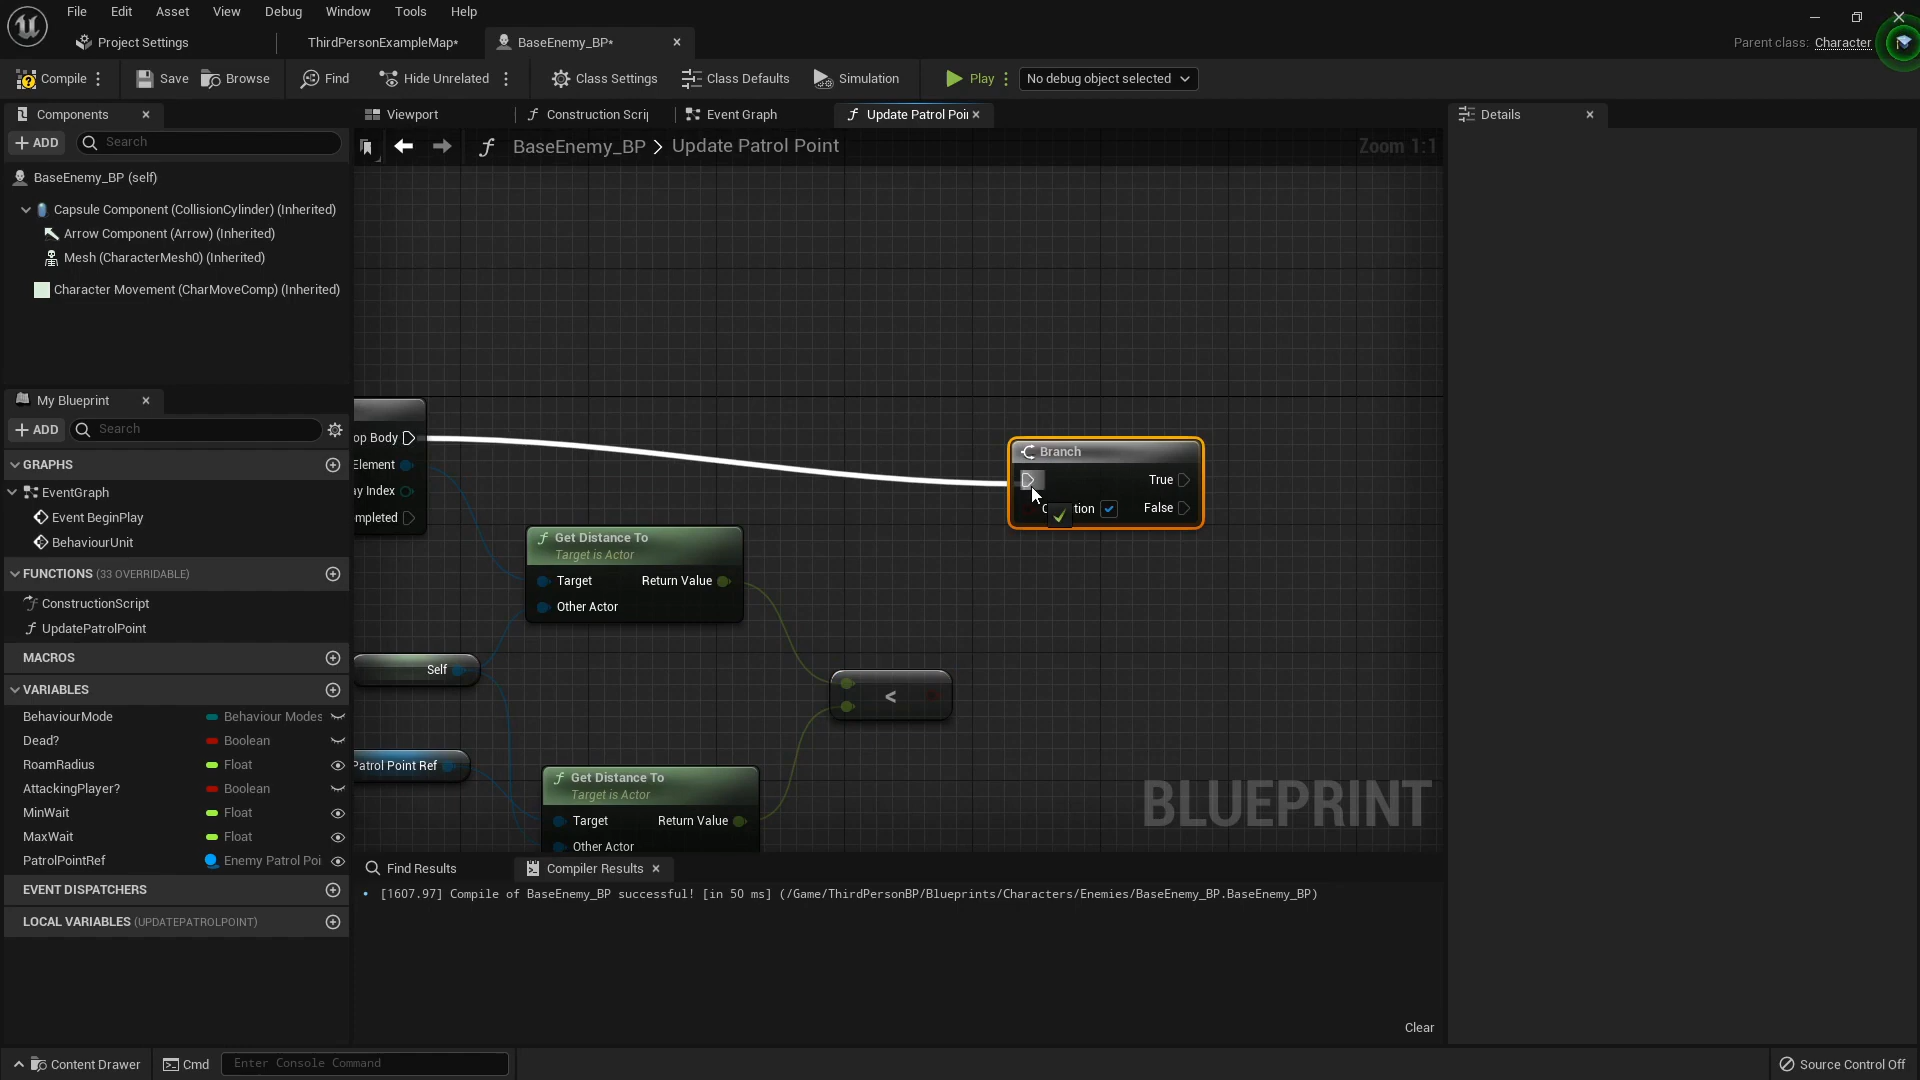 File Edit Asset View Debug Window Tools Help
Project Settings ThirdPersonExampleMap* BaseEnemy_BP* Parent class: Character
Compile Save Browse Find Hide Unrelated Class Settings Class Defaults Simulation Play No debug object selected
Components Viewport Construction Scri Event Graph Update Patrol Poi Details
ADD Search BaseEnemy_BP > Update Patrol Point Zoom 1:1
BaseEnemy_BP (self)
Capsule Component (CollisionCylinder) (Inherited)
Arrow Component (Arrow) (Inherited)
Mesh (CharacterMesh0) (Inherited)
Character Movement (CharMoveComp) (Inherited)
My Blueprint
ADD Search
GRAPHS
EventGraph
Event BeginPlay
BehaviourUnit
FUNCTIONS (33 OVERRIDABLE)
ConstructionScript
UpdatePatrolPoint
MACROS
VARIABLES
BehaviourMode Behaviour Modes
Dead? Boolean
RoamRadius Float
AttackingPlayer? Boolean
MinWait Float
MaxWait Float
PatrolPointRef Enemy Patrol Poi
EVENT DISPATCHERS
LOCAL VARIABLES (UPDATEPATROLPOINT)
op Body
Element
ay Index
mpleted
Branch
True
tion False
Get Distance To
Target is Actor
Target Return Value
Other Actor
Self
<
Patrol Point Ref
Get Distance To
Target is Actor
Target Return Value
Other Actor
BLUEPRINT
Find Results Compiler Results
[1607.97] Compile of BaseEnemy_BP successful! [in 50 ms] (/Game/ThirdPersonBP/Blueprints/Characters/Enemies/BaseEnemy_BP.BaseEnemy_BP)
Clear
Content Drawer Cmd Enter Console Command Source Control Off